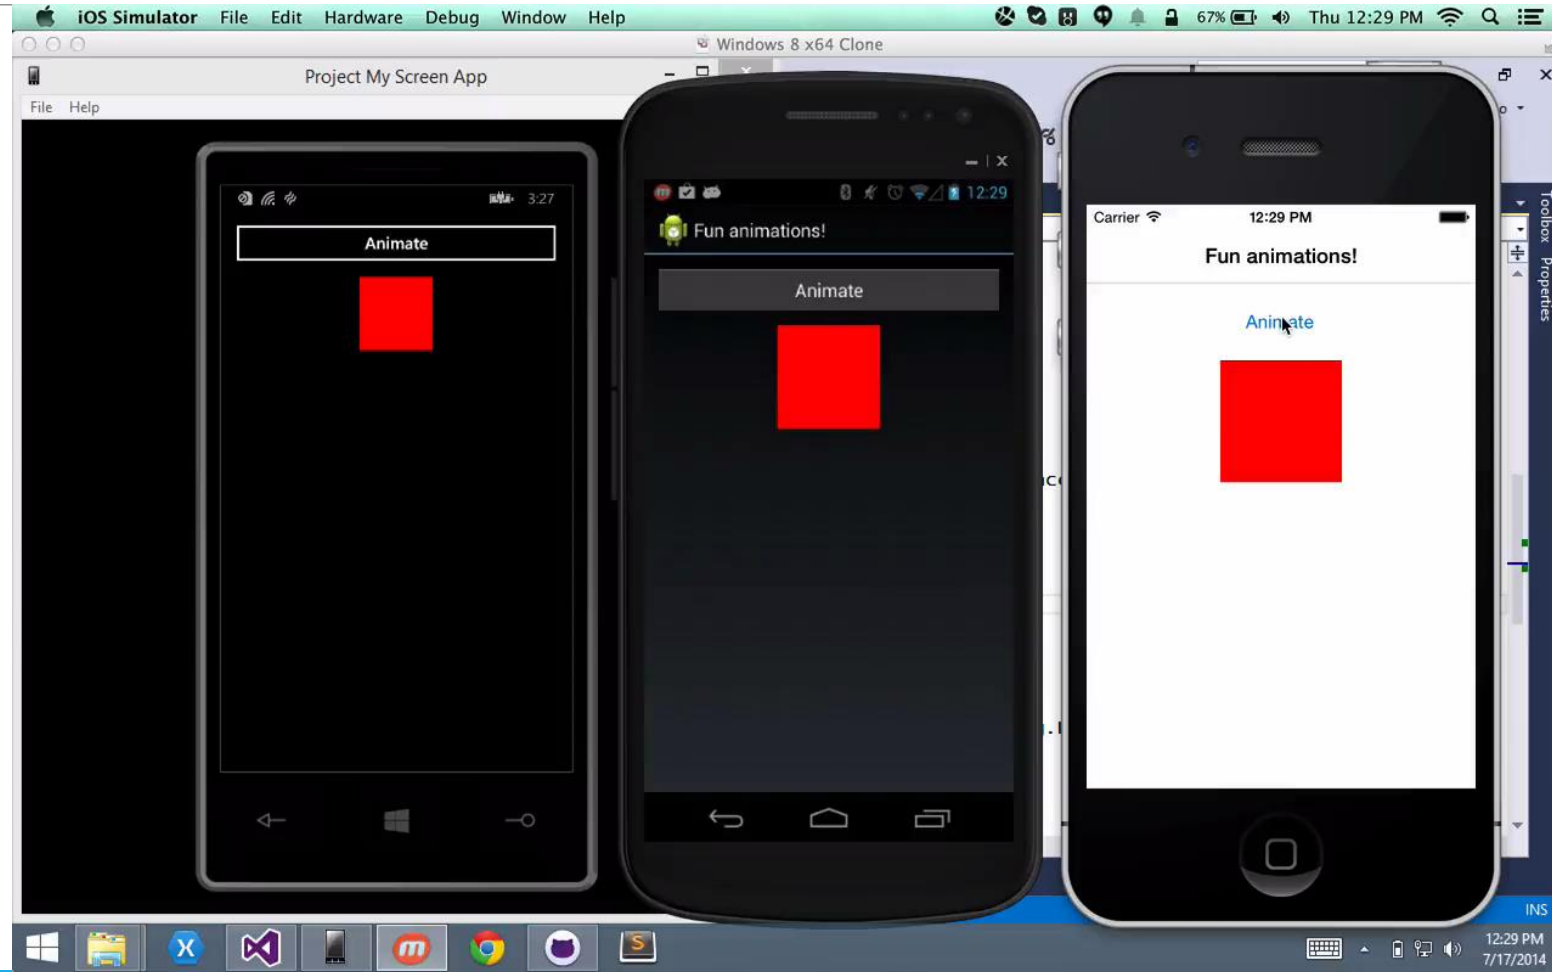 iOS Simulator File Edit Hardware Debug Window Help 67% Thu 12:29 PM
Windows 8 x64 Clone
Project My Screen App
File Help
3:27
Animate
12:29
Fun animations!
Animate
Carrier 12:29 PM
Fun animations!
Animate
Toolbox
Properties
INS
12:29 PM
7/17/2014